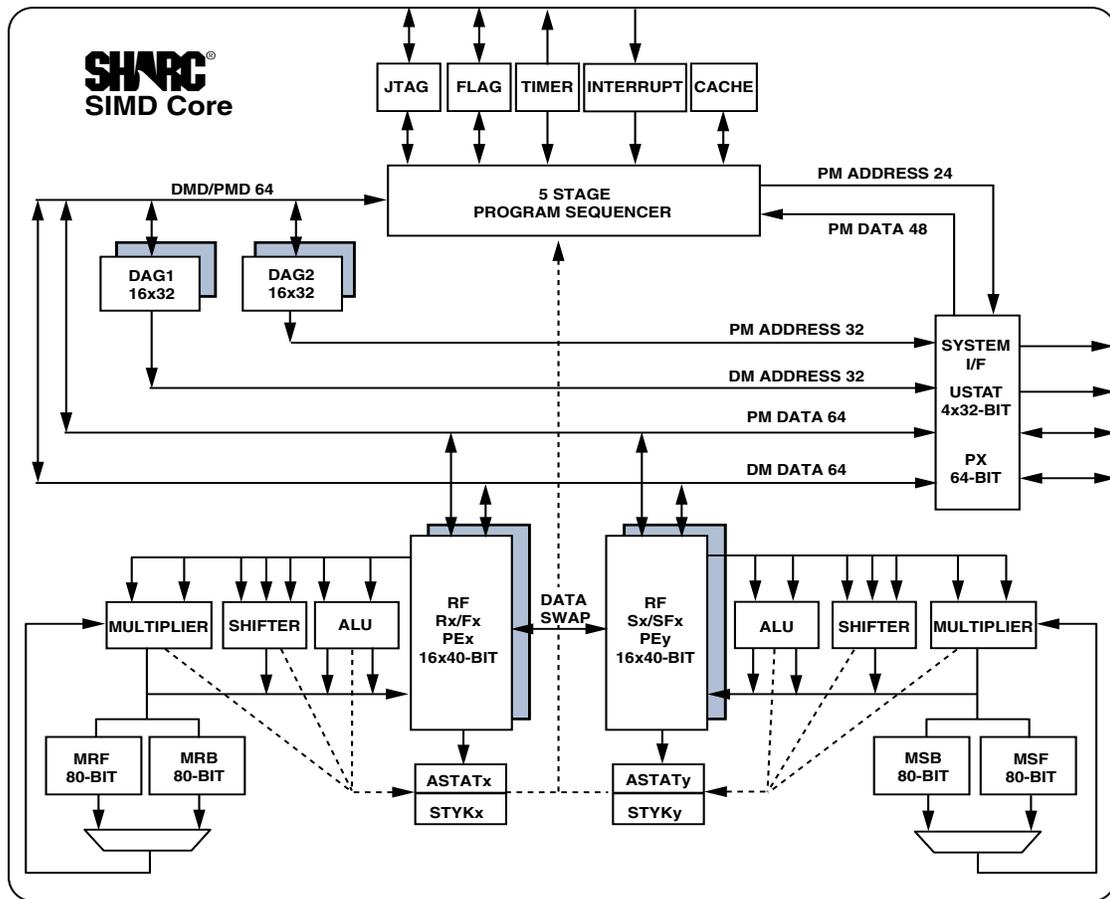 SHARC®
SIMD Core
JTAG
FLAG
TIMER
INTERRUPT
CACHE
DMD/PMD 64
5 STAGE
PROGRAM SEQUENCER
PM ADDRESS 24
PM DATA 48
DAG1
16x32
DAG2
16x32
PM ADDRESS 32
DM ADDRESS 32
PM DATA 64
DM DATA 64
SYSTEM
I/F
USTAT
4x32-BIT
PX
64-BIT
MULTIPLIER
SHIFTER
ALU
RF
Rx/Fx
PEx
16x40-BIT
DATA
SWAP
RF
Sx/SFx
PEy
16x40-BIT
ALU
SHIFTER
MULTIPLIER
MRF
80-BIT
MRB
80-BIT
ASTATx
STYKx
ASTATy
STYKy
MSB
80-BIT
MSF
80-BIT